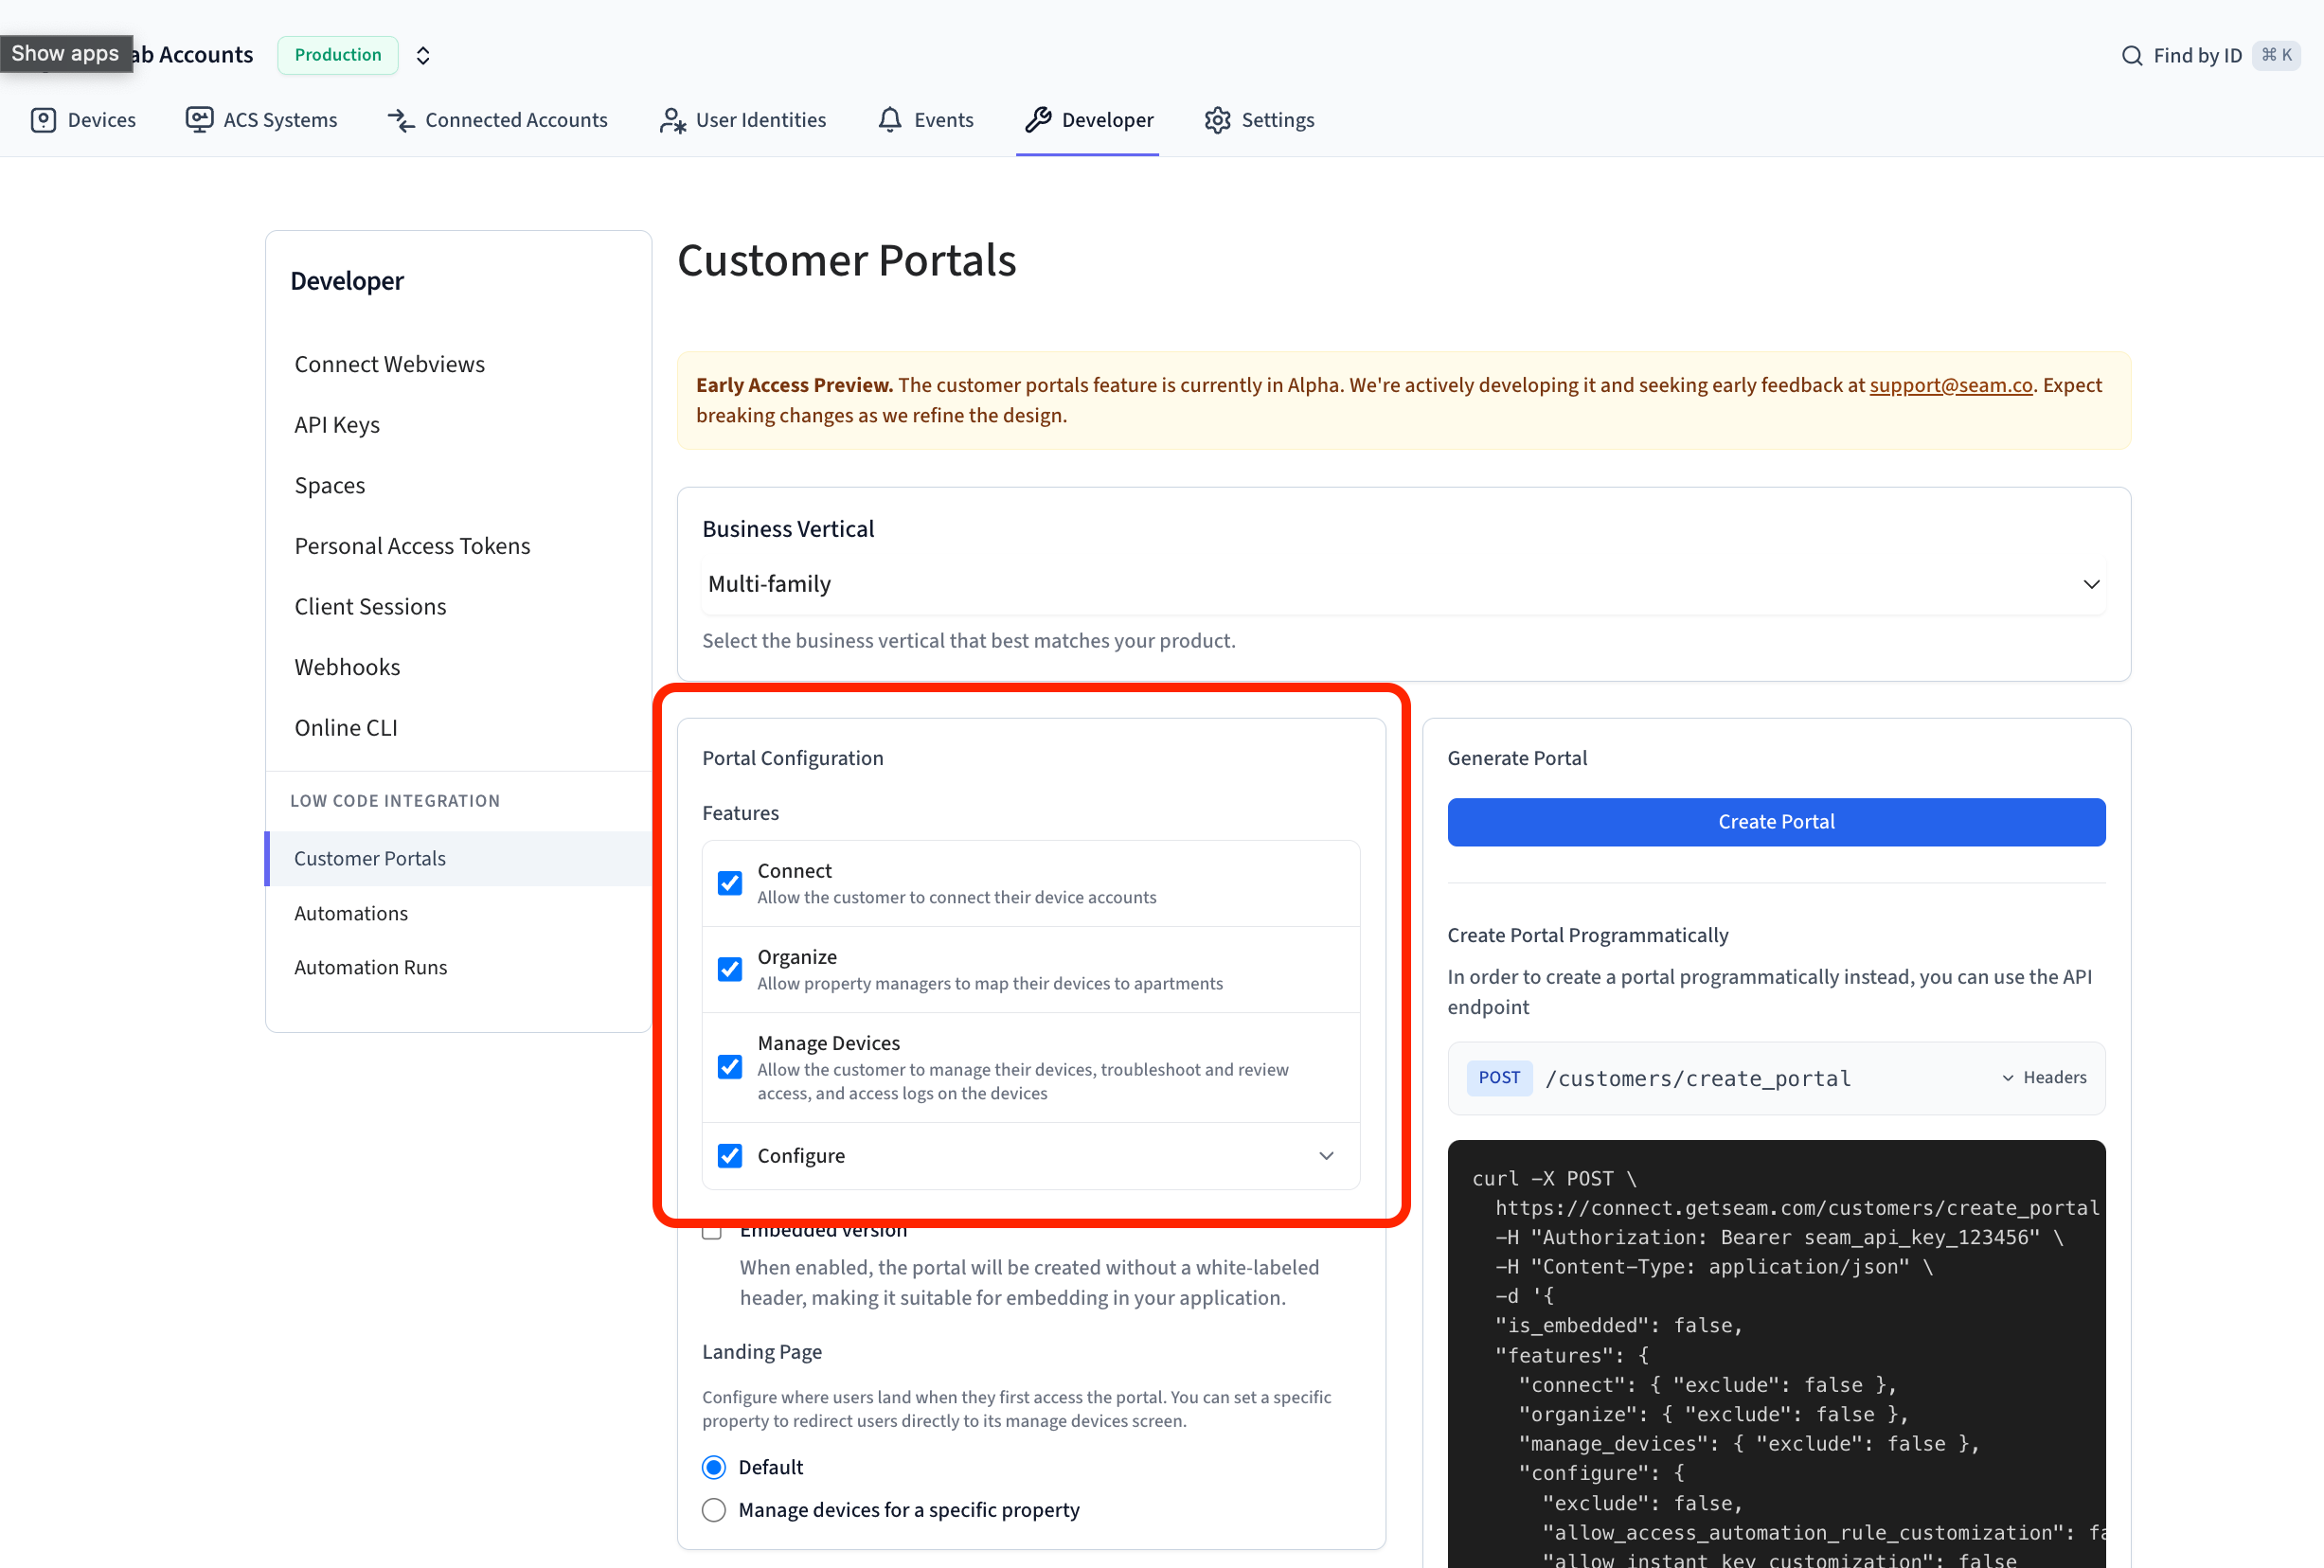 Show apps
ab Accounts
Production
Find by ID
⌘ K
Devices
ACS Systems
Connected Accounts
User Identities
Events
Developer
Settings
Developer
Connect Webviews
API Keys
Spaces
Personal Access Tokens
Client Sessions
Webhooks
Online CLI
LOW CODE INTEGRATION
Customer Portals
Automations
Automation Runs
Customer Portals
Early Access Preview. The customer portals feature is currently in Alpha. We're actively developing it and seeking early feedback at support@seam.co. Expect
breaking changes as we refine the design.
Business Vertical
Multi-family
Select the business vertical that best matches your product.
Portal Configuration
Features
Connect
Allow the customer to connect their device accounts
Organize
Allow property managers to map their devices to apartments
Manage Devices
Allow the customer to manage their devices, troubleshoot and review
access, and access logs on the devices
Configure
Embedded version
When enabled, the portal will be created without a white-labeled
header, making it suitable for embedding in your application.
Landing Page
Configure where users land when they first access the portal. You can set a specific
property to redirect users directly to its manage devices screen.
Default
Manage devices for a specific property
Generate Portal
Create Portal
Create Portal Programmatically
In order to create a portal programmatically instead, you can use the API
endpoint
POST /customers/create_portal
Headers
curl -X POST \
https://connect.getseam.com/customers/create_portal
-H "Authorization: Bearer seam_api_key_123456" \
-H "Content-Type: application/json" \
-d '{
"is_embedded": false,
"features": {
"connect": { "exclude": false },
"organize": { "exclude": false },
"manage_devices": { "exclude": false },
"configure": {
"exclude": false,
"allow_access_automation_rule_customization": fa
"allow_instant_key_customization": false